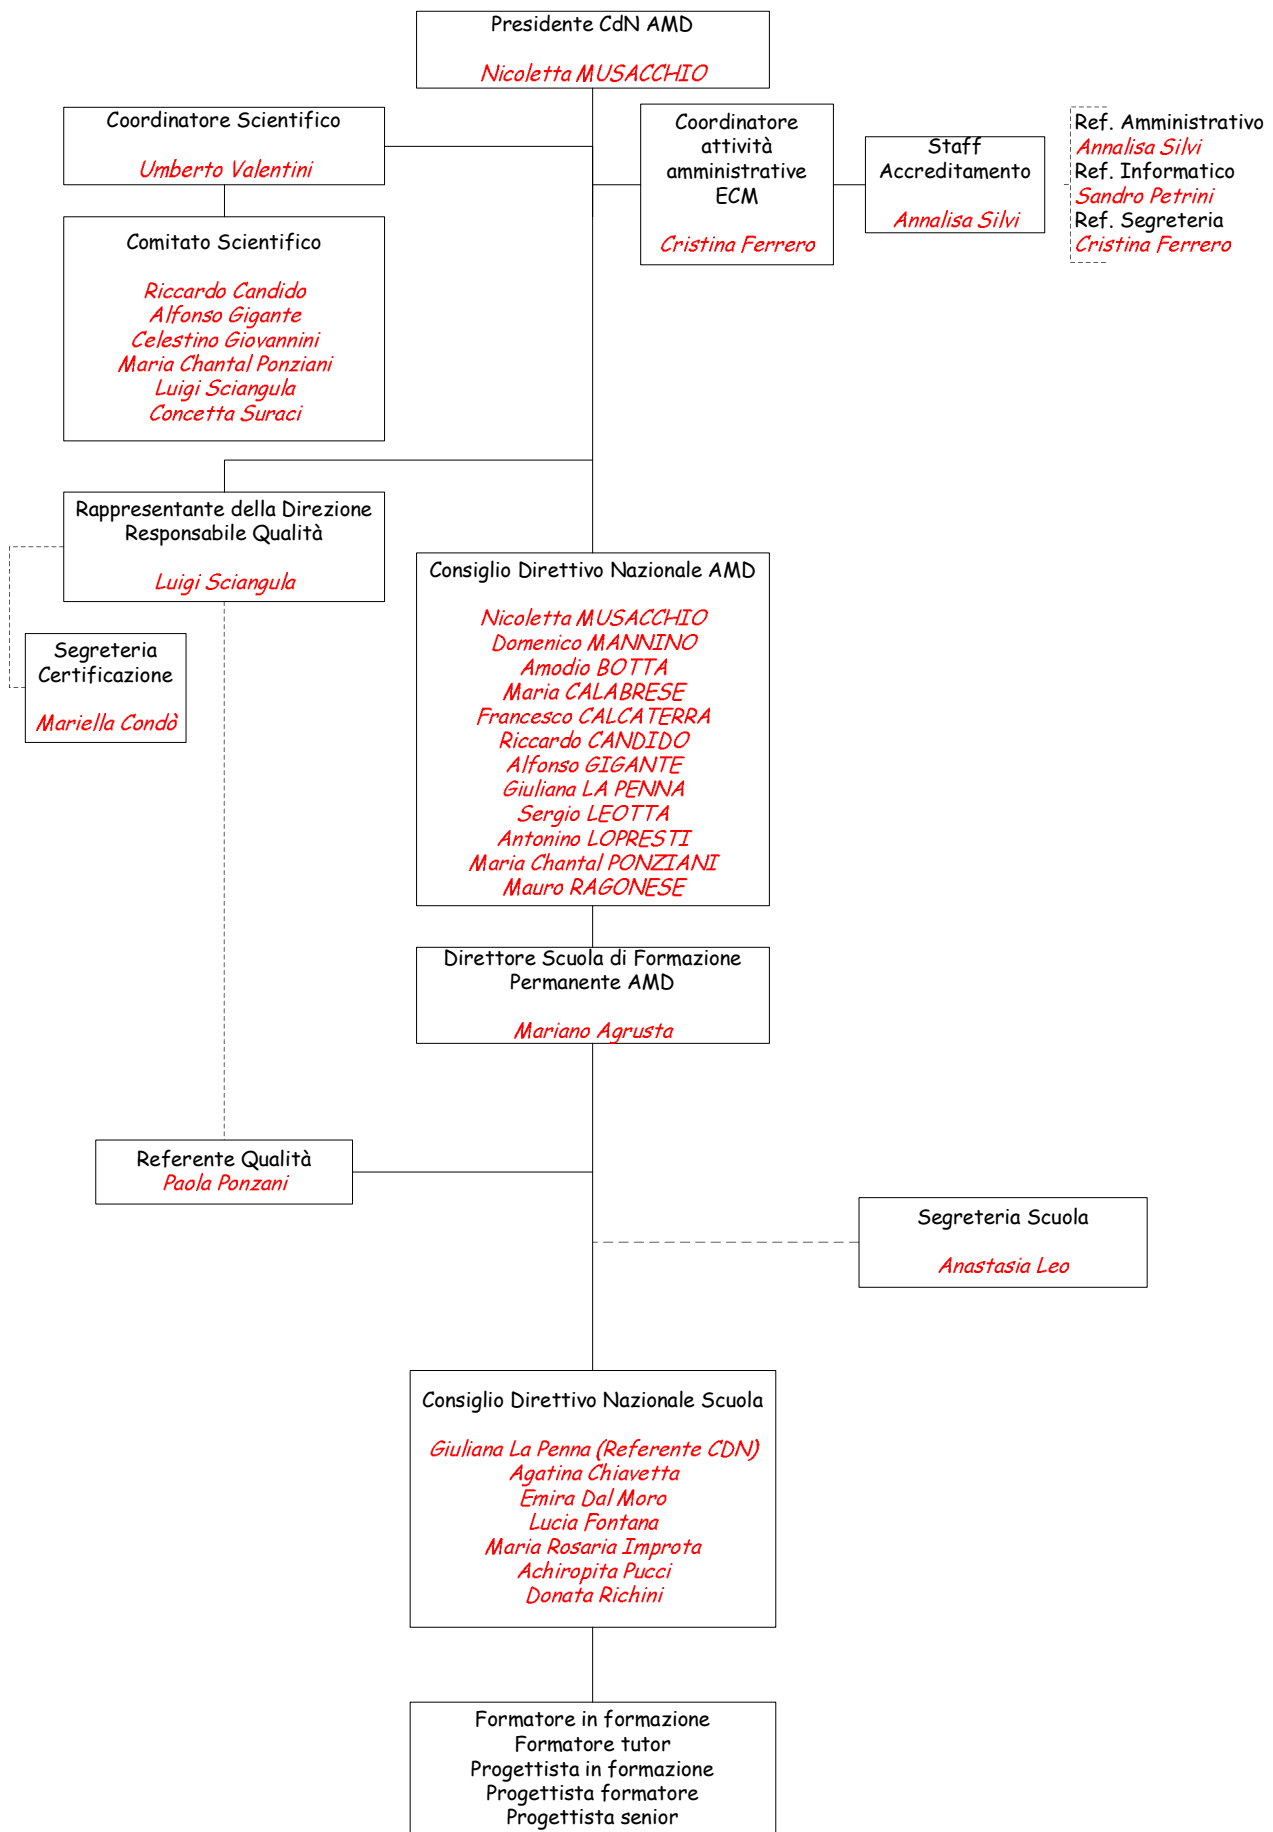 Presidente CdN AMD
Nicoletta MUSACCHIO
Coordinatore Scientifico
Umberto Valentini
Coordinatore
attività
amministrative
ECM
Cristina Ferrero
Staff
Accreditamento
Annalisa Silvi
Ref. Amministrativo
Annalisa Silvi
Ref. Informatico
Sandro Petrini
Ref. Segreteria
Cristina Ferrero
Comitato Scientifico
Riccardo Candido
Alfonso Gigante
Celestino Giovannini
Maria Chantal Ponziani
Luigi Sciangula
Concetta Suraci
Rappresentante della Direzione
Responsabile Qualità
Luigi Sciangula
Segreteria
Certificazione
Mariella Condò
Consiglio Direttivo Nazionale AMD
Nicoletta MUSACCHIO
Domenico MANNINO
Amodio BOTTA
Maria CALABRESE
Francesco CALCATERRA
Riccardo CANDIDO
Alfonso GIGANTE
Giuliana LA PENNA
Sergio LEOTTA
Antonino LOPRESTI
Maria Chantal PONZIANI
Mauro RAGONESE
Direttore Scuola di Formazione
Permanente AMD
Mariano Agrusta
Referente Qualità
Paola Ponzani
Segreteria Scuola
Anastasia Leo
Consiglio Direttivo Nazionale Scuola
Giuliana La Penna (Referente CDN)
Agatina Chiavetta
Emira Dal Moro
Lucia Fontana
Maria Rosaria Improta
Achiropita Pucci
Donata Richini
Formatore in formazione
Formatore tutor
Progettista in formazione
Progettista formatore
Progettista senior